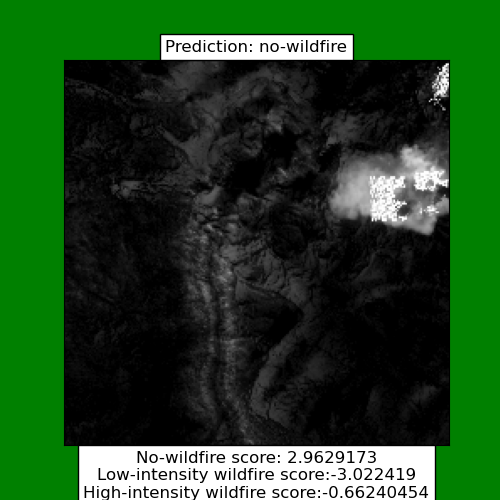 Prediction: no-wildfire
No-wildfire score: 2.9629173
Low-intensity wildfire score:-3.022419
High-intensity wildfire score:-0.66240454